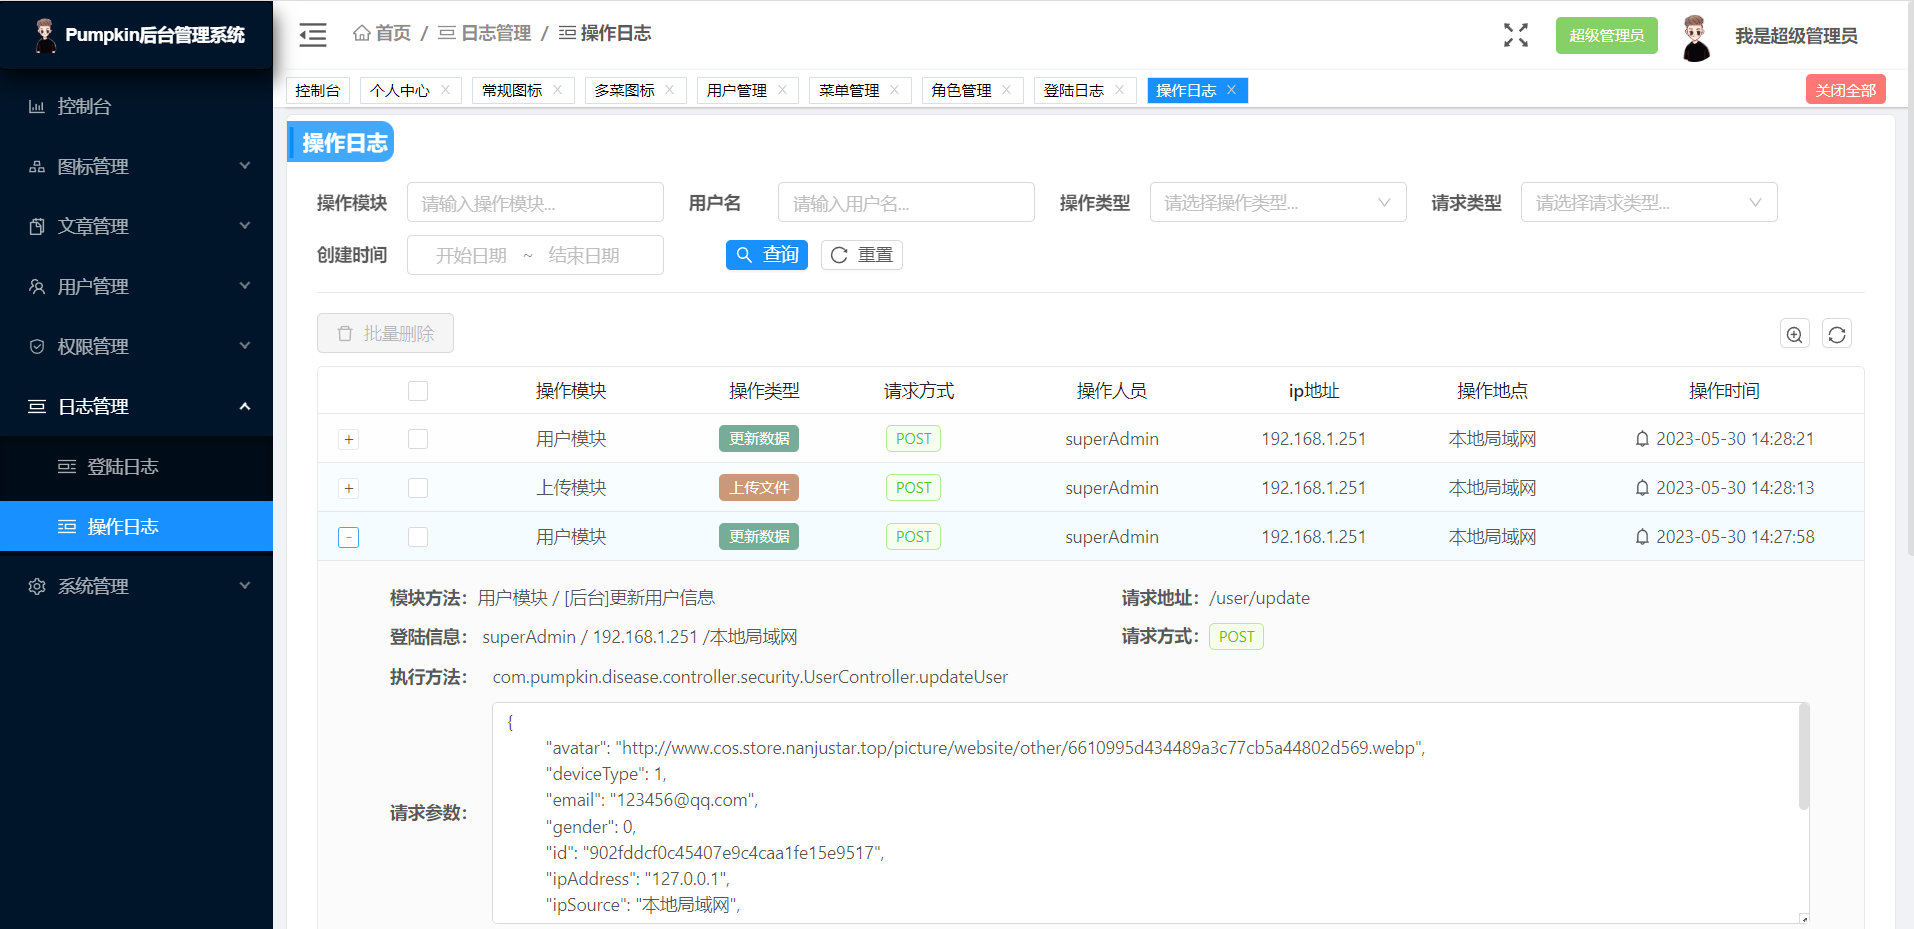 Pumpkin后台管理系统
首页 / 日志管理 / 操作日志
超级管理员
我是超级管理员
控制台
个人中心
常规图标
多菜图标
用户管理
菜单管理
角色管理
登陆日志
操作日志
关闭全部
控制台
图标管理
文章管理
用户管理
权限管理
日志管理
登陆日志
操作日志
系统管理
操作日志
操作模块 请输入操作模块... 用户名 请输入用户名... 操作类型 请选择操作类型... 请求类型 请选择请求类型...
创建时间 开始日期 ~ 结束日期 查询 重置
批量删除
操作模块 操作类型 请求方式 操作人员 ip地址 操作地点 操作时间
+ 用户模块 更新数据 POST superAdmin 192.168.1.251 本地局域网 2023-05-30 14:28:21
+ 上传模块 上传文件 POST superAdmin 192.168.1.251 本地局域网 2023-05-30 14:28:13
- 用户模块 更新数据 POST superAdmin 192.168.1.251 本地局域网 2023-05-30 14:27:58
模块方法： 用户模块 / [后台]更新用户信息 请求地址： /user/update
登陆信息： superAdmin / 192.168.1.251 /本地局域网 请求方式： POST
执行方法： com.pumpkin.disease.controller.security.UserController.updateUser
请求参数：
{
"avatar": "http://www.cos.store.nanjustar.top/picture/website/other/6610995d434489a3c77cb5a44802d569.webp",
"deviceType": 1,
"email": "123456@qq.com",
"gender": 0,
"id": "902fddcf0c45407e9c4caa1fe15e9517",
"ipAddress": "127.0.0.1",
"ipSource": "本地局域网",